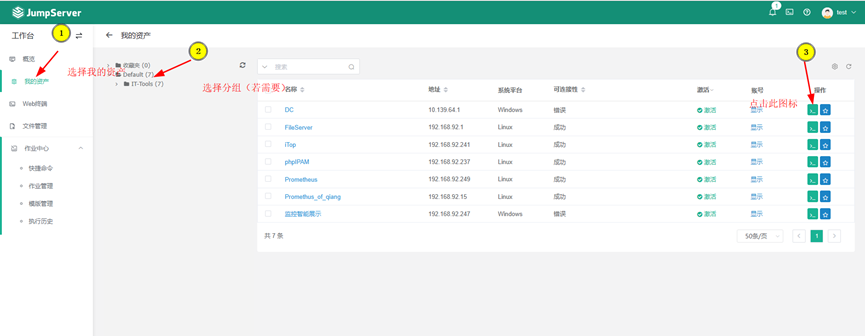 JumpServer
1
test
工作台
我的资产
1
2
3
概览
我的资产
Web终端
文件管理
作业中心
快捷命令
作业管理
模版管理
执行历史
选择我的资产
收藏夹 (0)
Default (7)
IT-Tools (7)
选择分组（若需要）
搜索
名称 地址 系统平台 可连接性 激活 账号 操作
点击此图标
DC 10.139.64.1 Windows 错误 激活 显示
FileServer 192.168.92.1 Linux 成功 激活 显示
iTop 192.168.92.241 Linux 成功 激活 显示
phpIPAM 192.168.92.237 Linux 成功 激活 显示
Prometheus 192.168.92.249 Linux 成功 激活 显示
Promethus_of_qiang 192.168.92.15 Linux 成功 激活 显示
监控智能展示 192.168.92.247 Windows 错误 激活 显示
共 7 条
50条/页
1